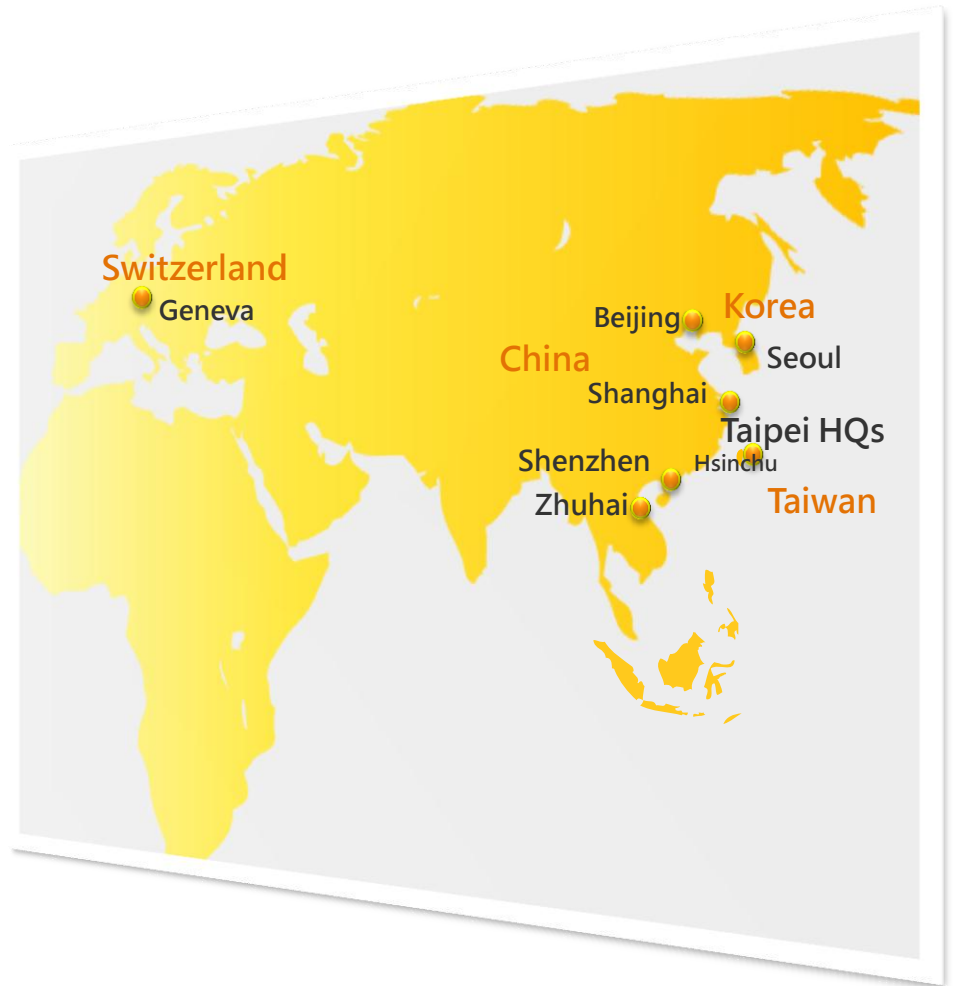 Switzerland
Geneva
Beijing
Korea
China
Seoul
Shanghai
Taipei HQs
Shenzhen
Hsinchu
Zhuhai
Taiwan